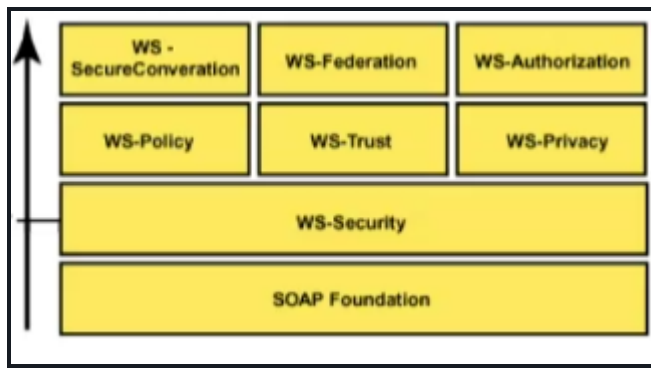 WS -
SecureConveration
WS-Federation
WS-Authorization
WS-Policy
WS-Trust
WS-Privacy
WS-Security
SOAP Foundation